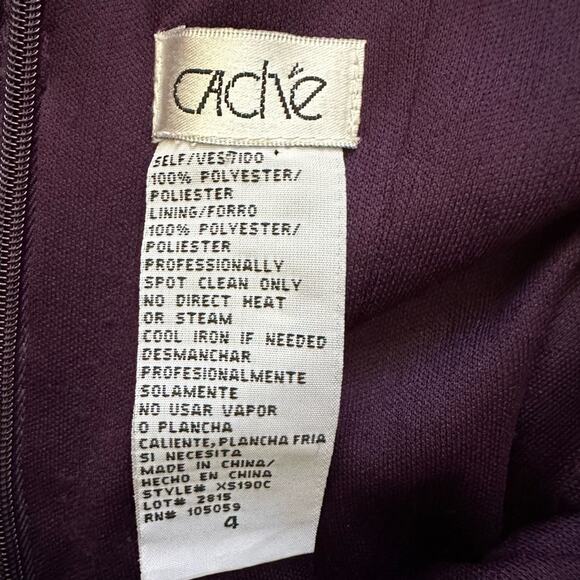 Caché
SELF/VESTIDO
100% POLYESTER/
POLIESTER
LINING/FORRO
100% POLYESTER/
POLIESTER
PROFESSIONALLY
SPOT CLEAN ONLY
NO DIRECT HEAT
OR STEAM
COOL IRON IF NEEDED
DESMANCHAR
PROFESIONALMENTE
SOLAMENTE
NO USAR VAPOR
O PLANCHA
CALIENTE,PLANCHA FRIA
SI NECESITA
MADE IN CHINA/
HECHO EN CHINA
STYLE# XS190C
LOT# 2815
RN# 105059
4